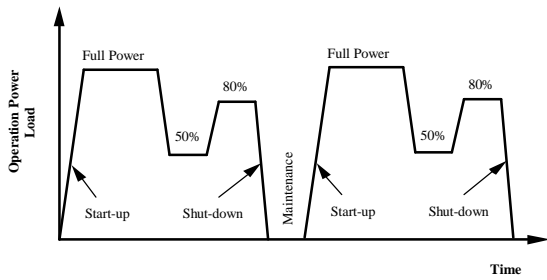 Operation Power
Load
Full Power
50%
80%
Start-up
Shut-down
Maintenance
Full Power
50%
80%
Start-up
Shut-down
Time